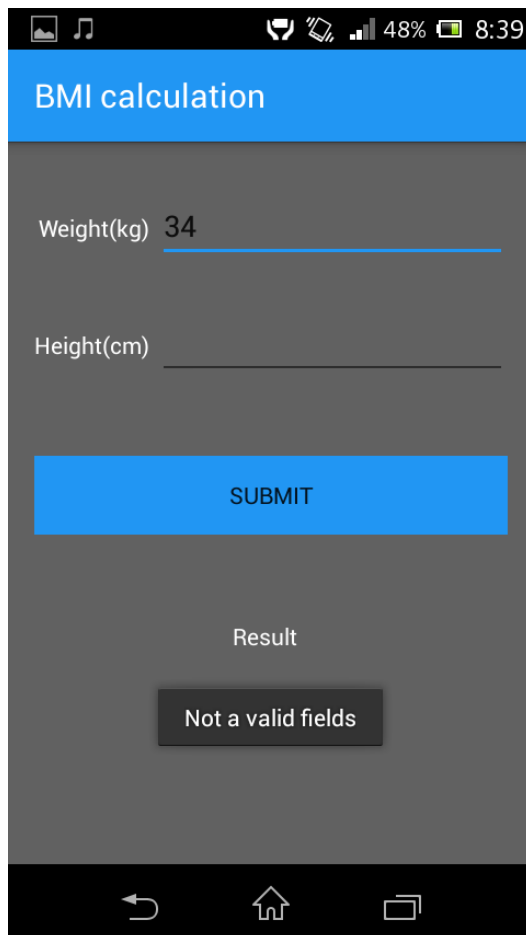 48% 8:39
BMI calculation
Weight(kg) 34
Height(cm)
SUBMIT
Result
Not a valid fields